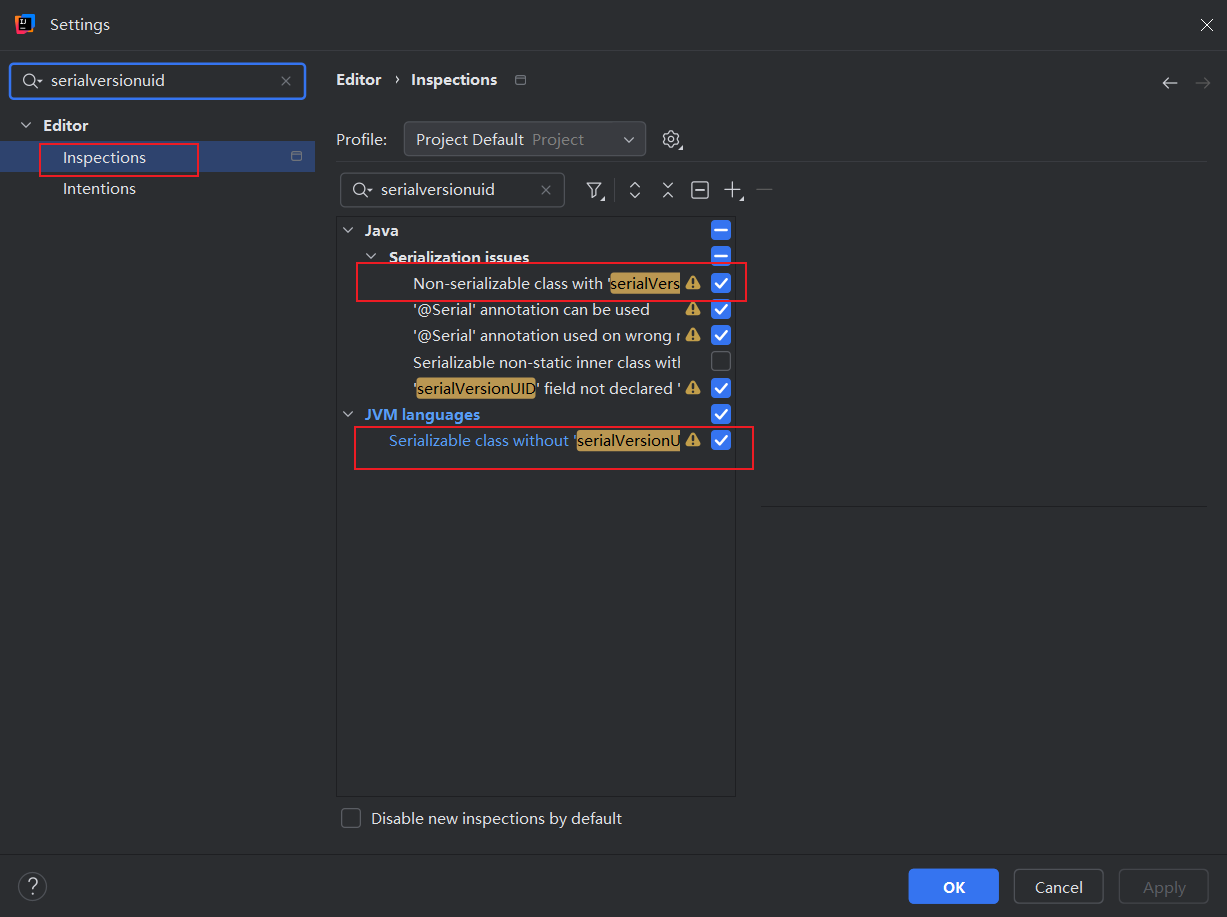 Settings
serialversionuid
Editor
Inspections
Intentions
Editor › Inspections
Profile: Project Default Project
serialversionuid
Java
Serialization issues
Non-serializable class with 'serialVers
'@Serial' annotation can be used
'@Serial' annotation used on wrong
Serializable non-static inner class
'serialVersionUID' field not declared '
JVM languages
Serializable class without 'serialVersionU
Disable new inspections by default
?
OK
Cancel
Apply